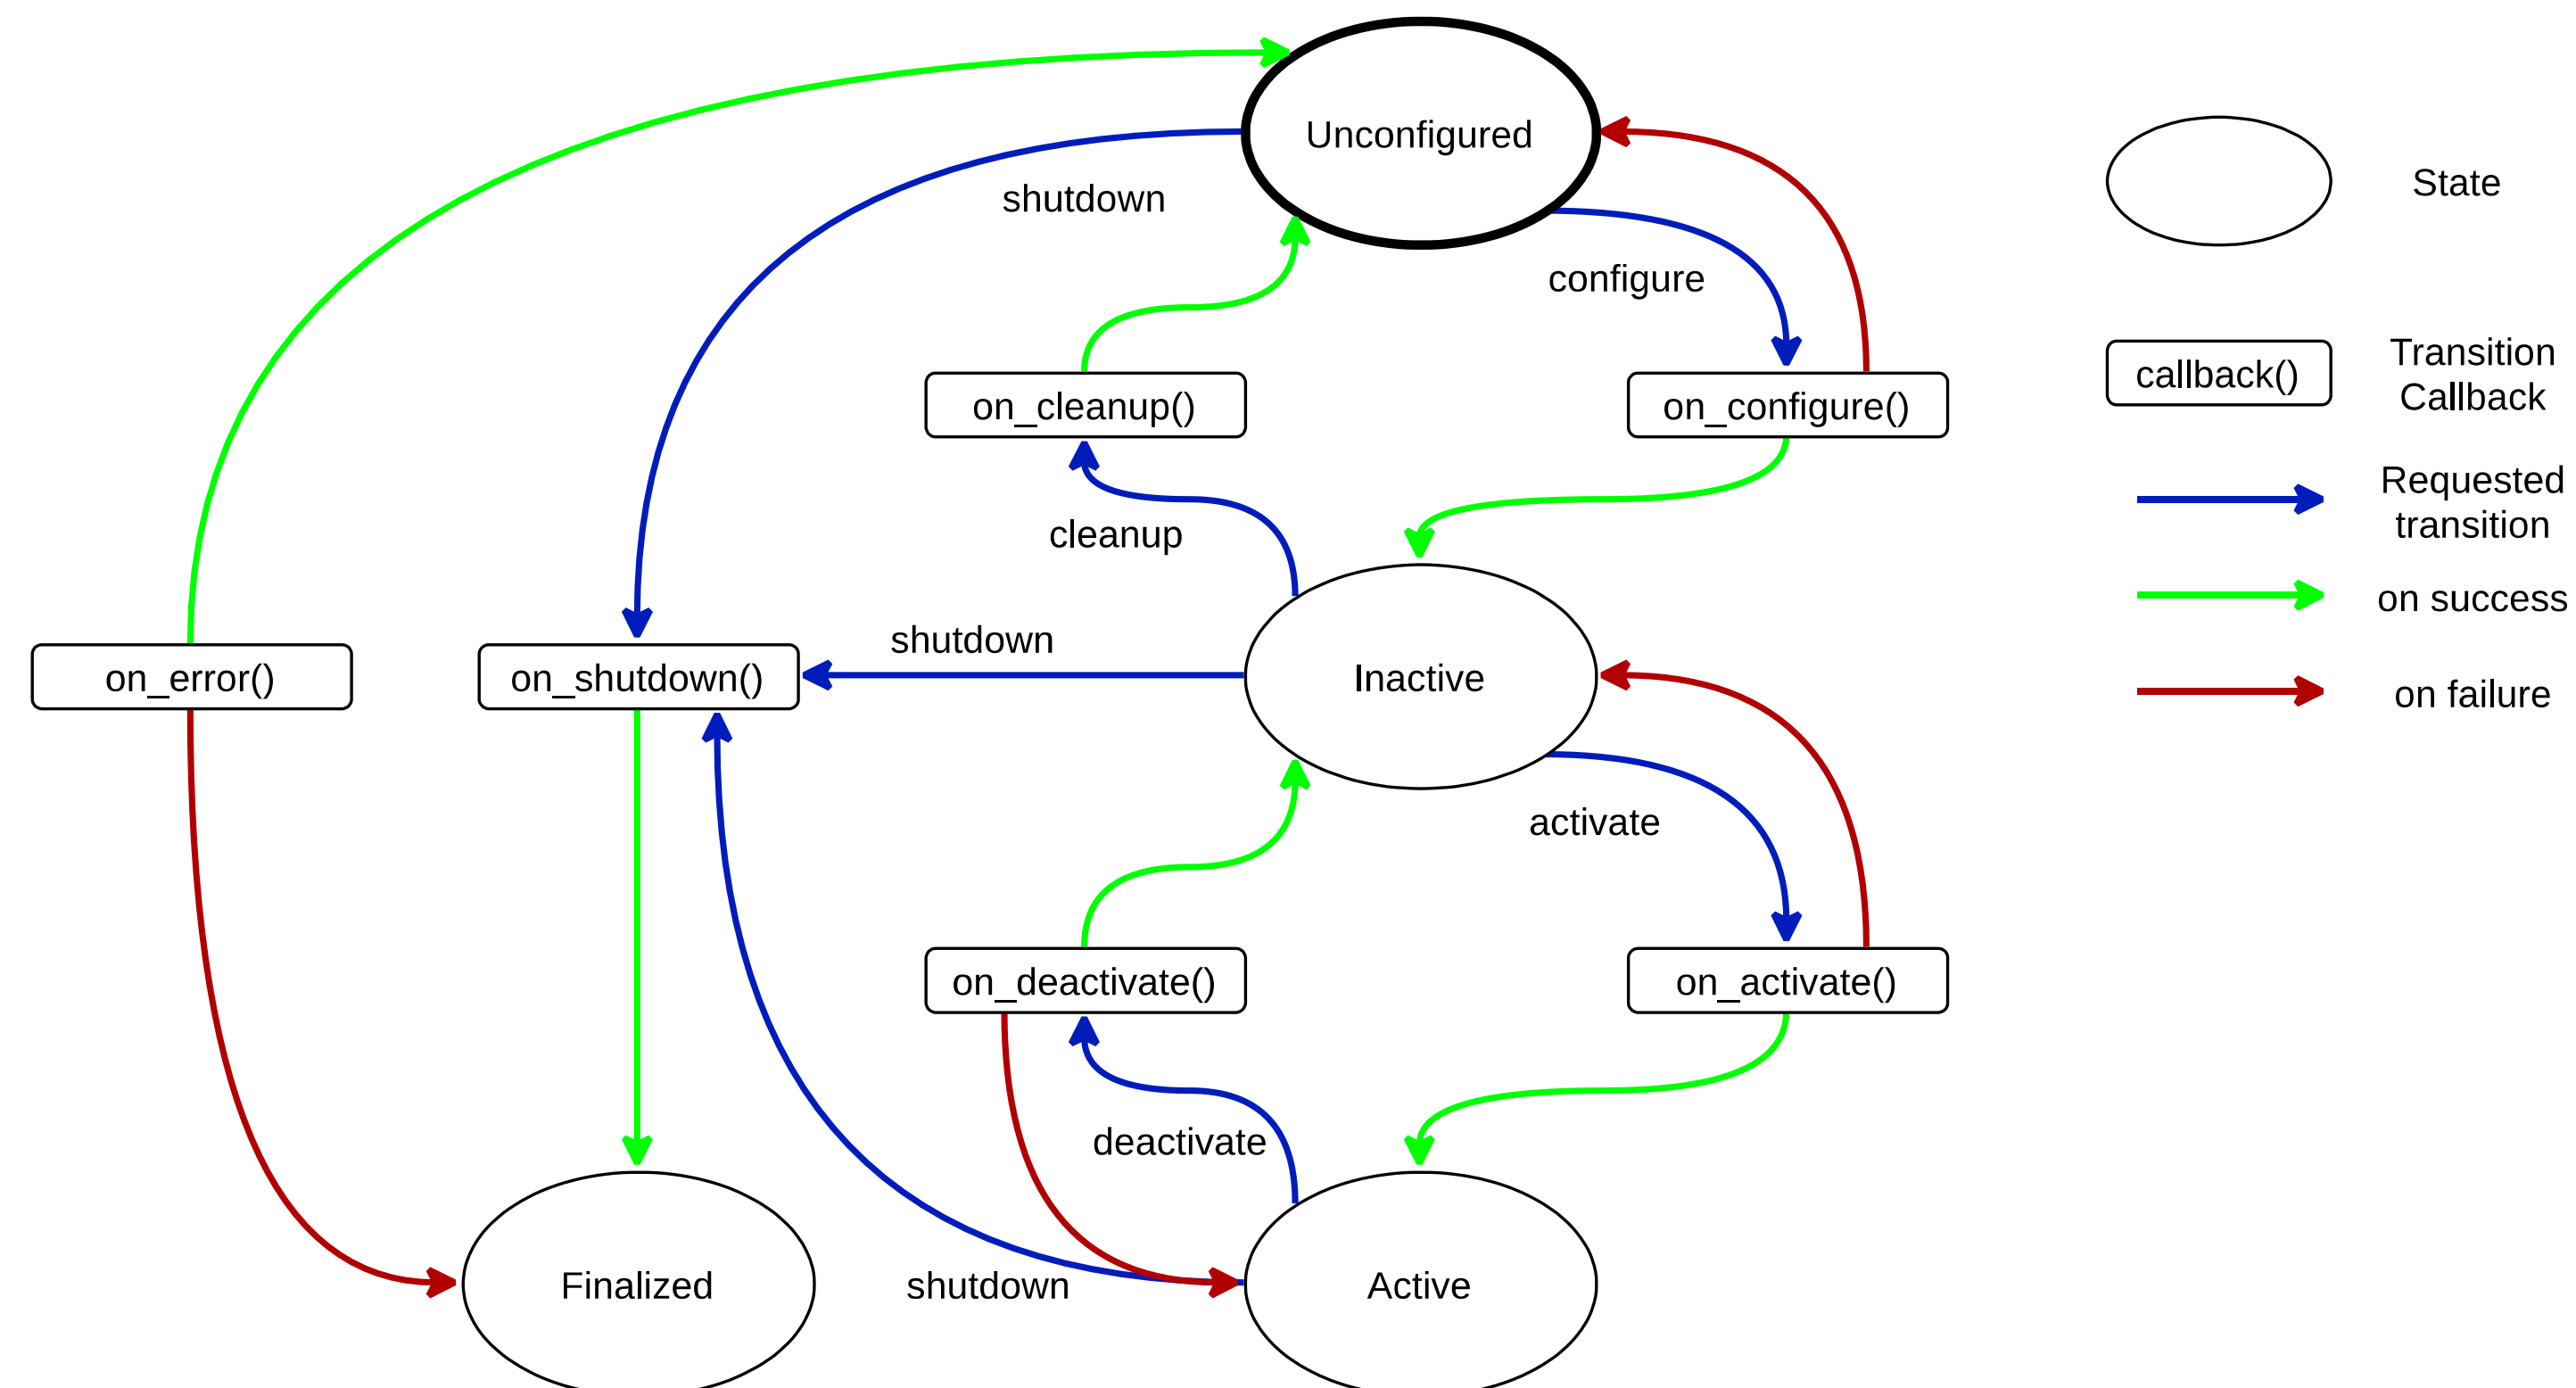 Unconfigured
shutdown
configure
on_cleanup()
on_configure()
cleanup
shutdown
on_error()
on_shutdown()
Inactive
activate
on_deactivate()
on_activate()
deactivate
shutdown
Finalized
Active
State
callback()
Transition
Callback
Requested
transition
on success
on failure